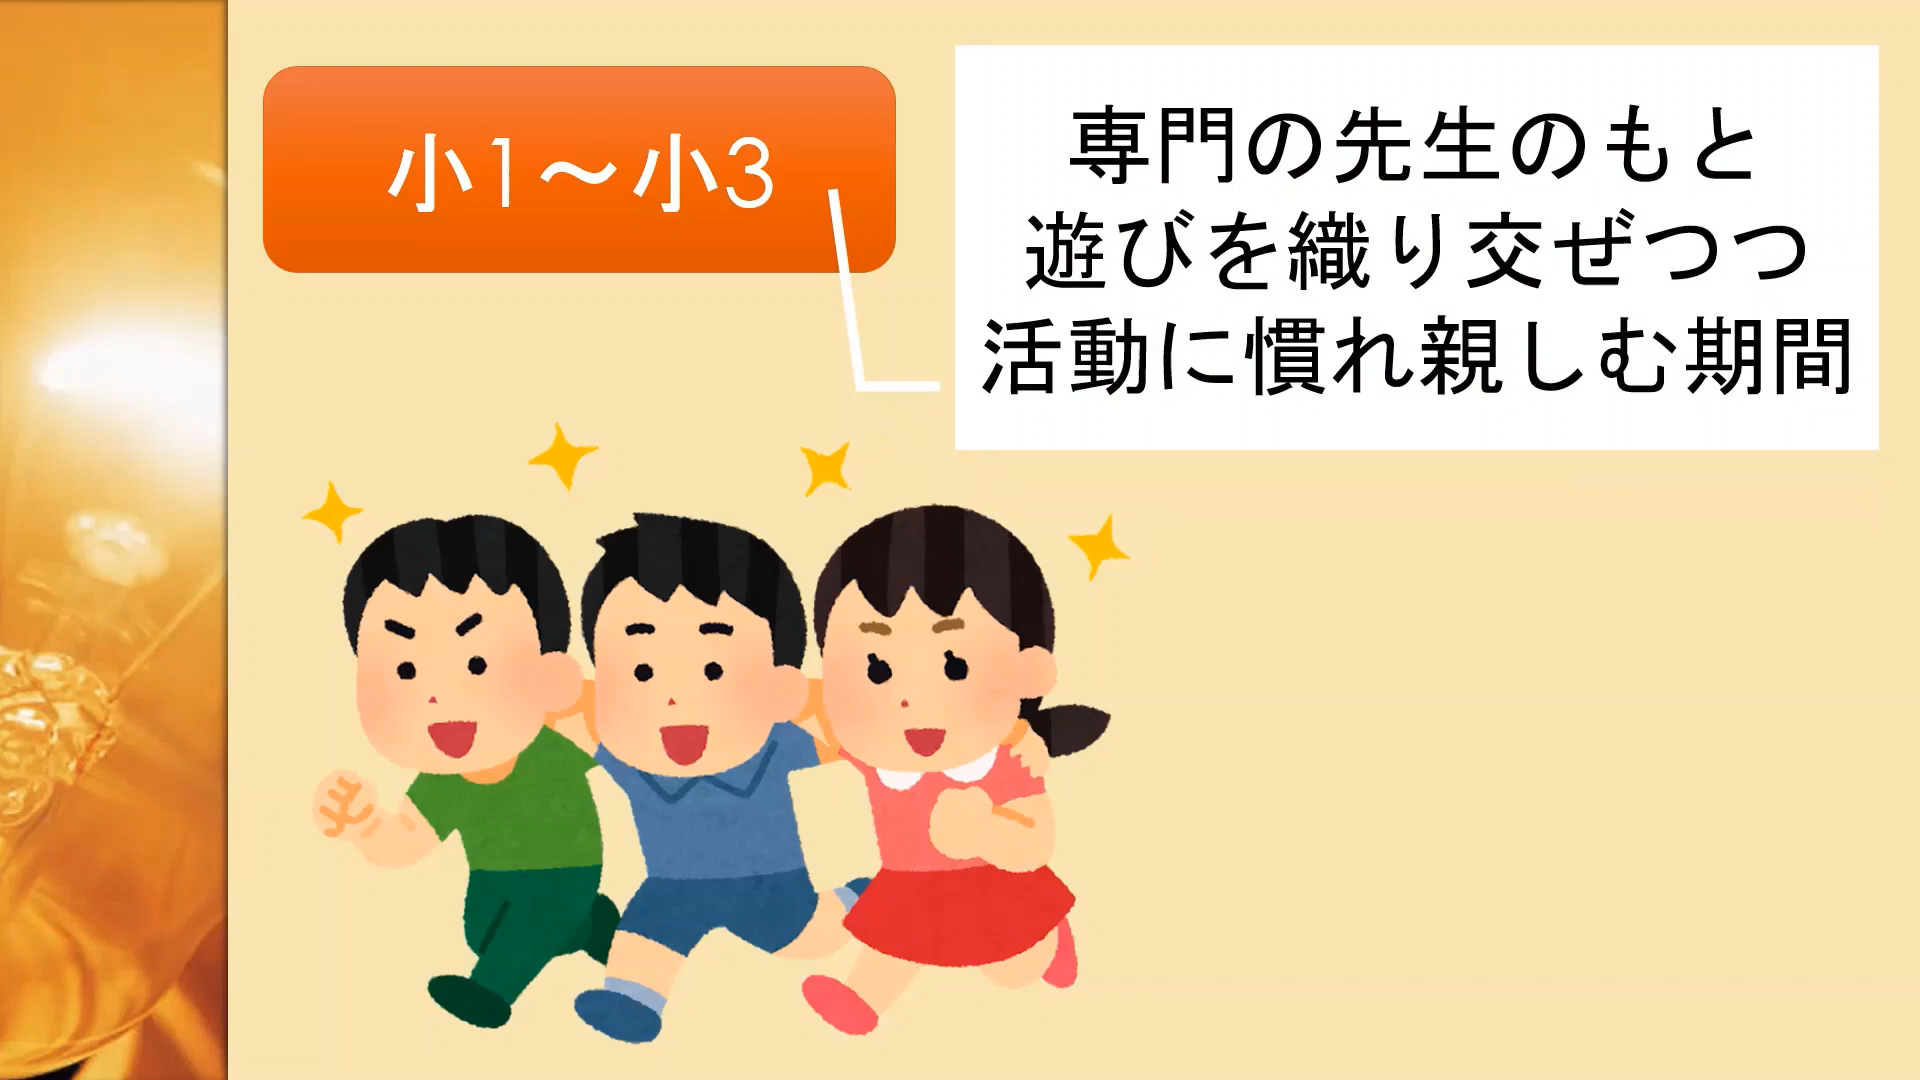 小1～小3
専門の先生のもと
遊びを織り交ぜつつ
活動に慣れ親しむ期間